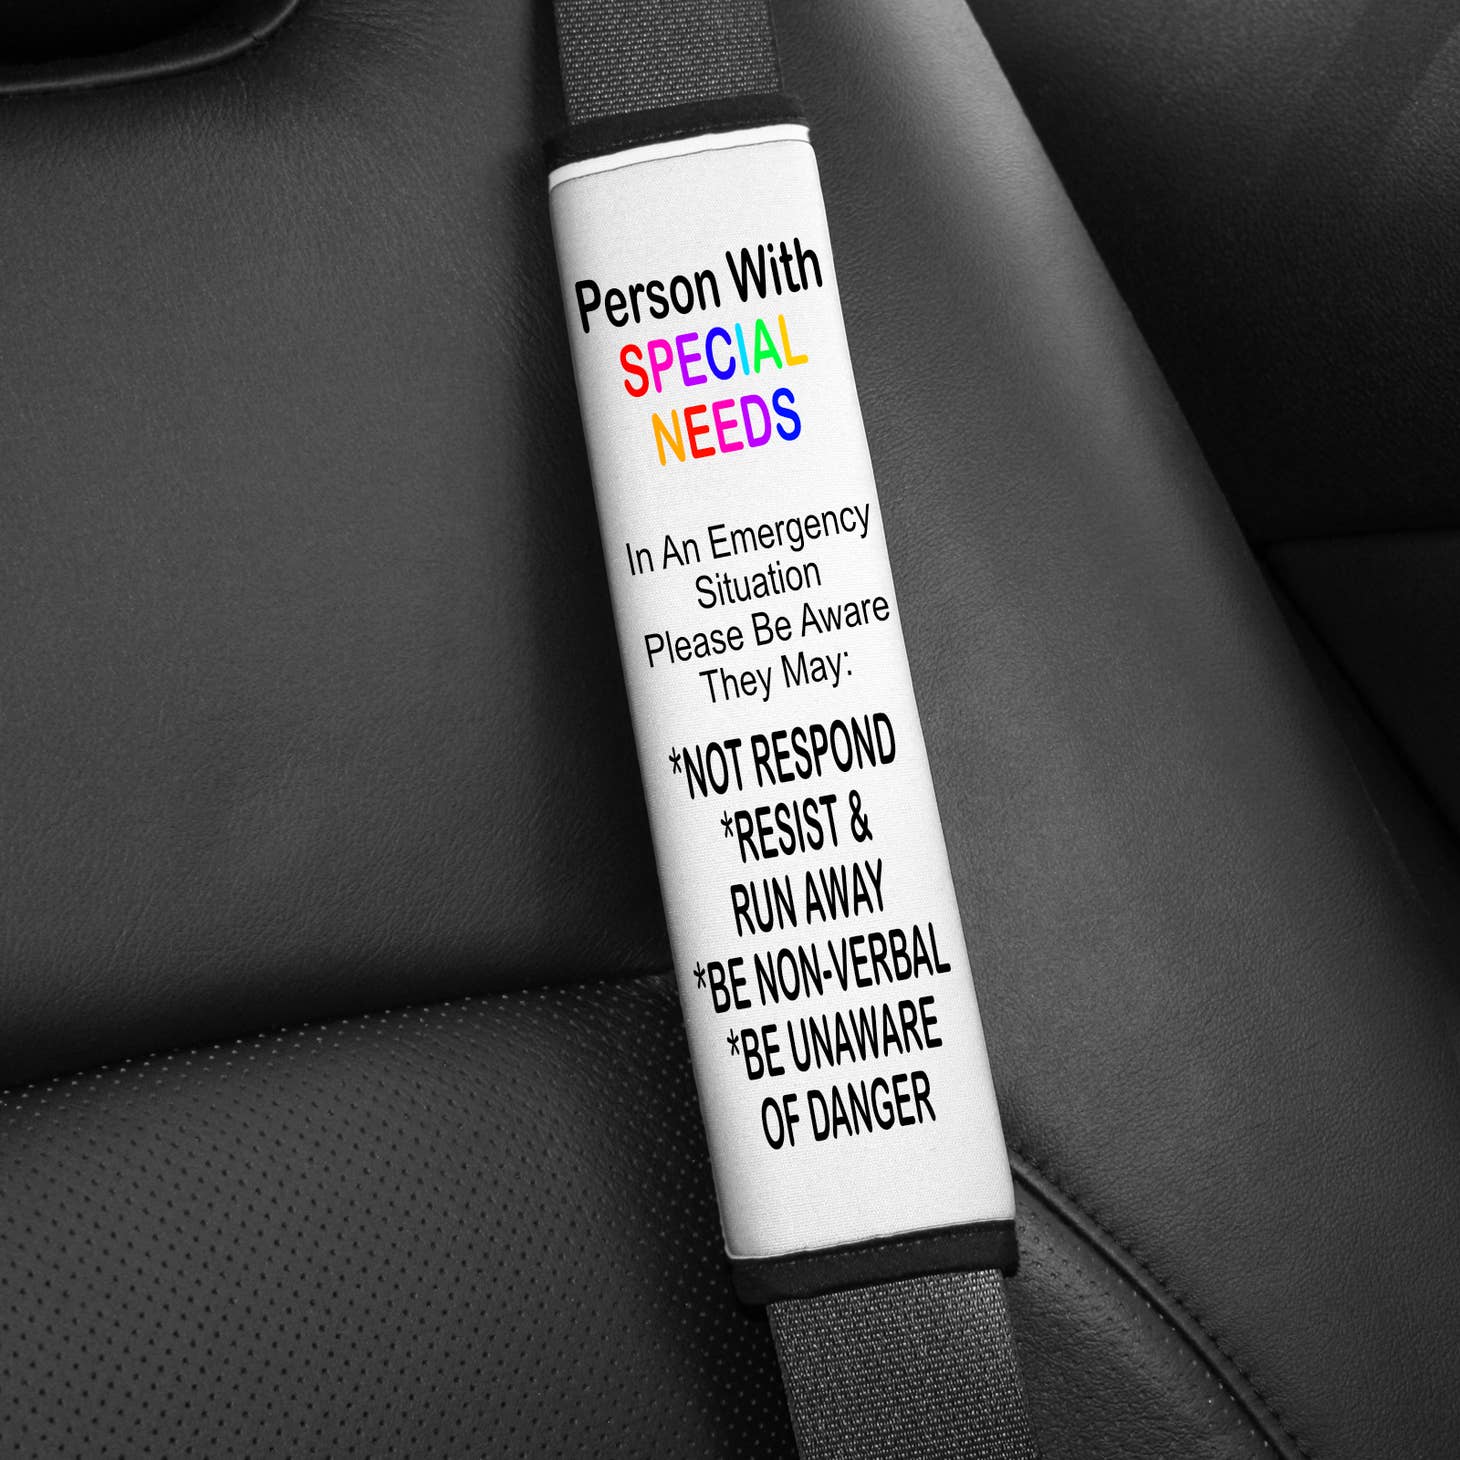 Person With
SPECIAL
NEEDS
In An Emergency
Situation
Please Be Aware
They May:
*NOT RESPOND
*RESIST &
RUN AWAY
*BE NON-VERBAL
*BE UNAWARE
OF DANGER